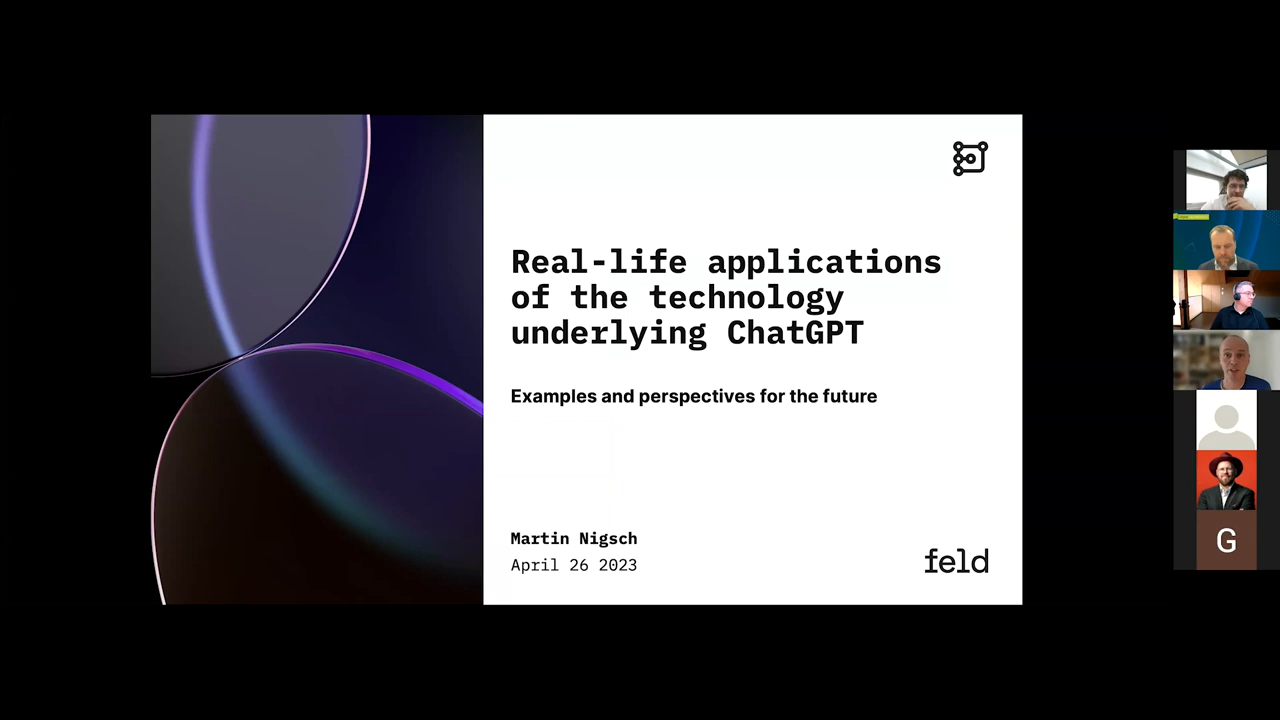 Real-life applications
of the technology
underlying ChatGPT
Examples and perspectives for the future
Martin Nigsch
April 26 2023
feld
G